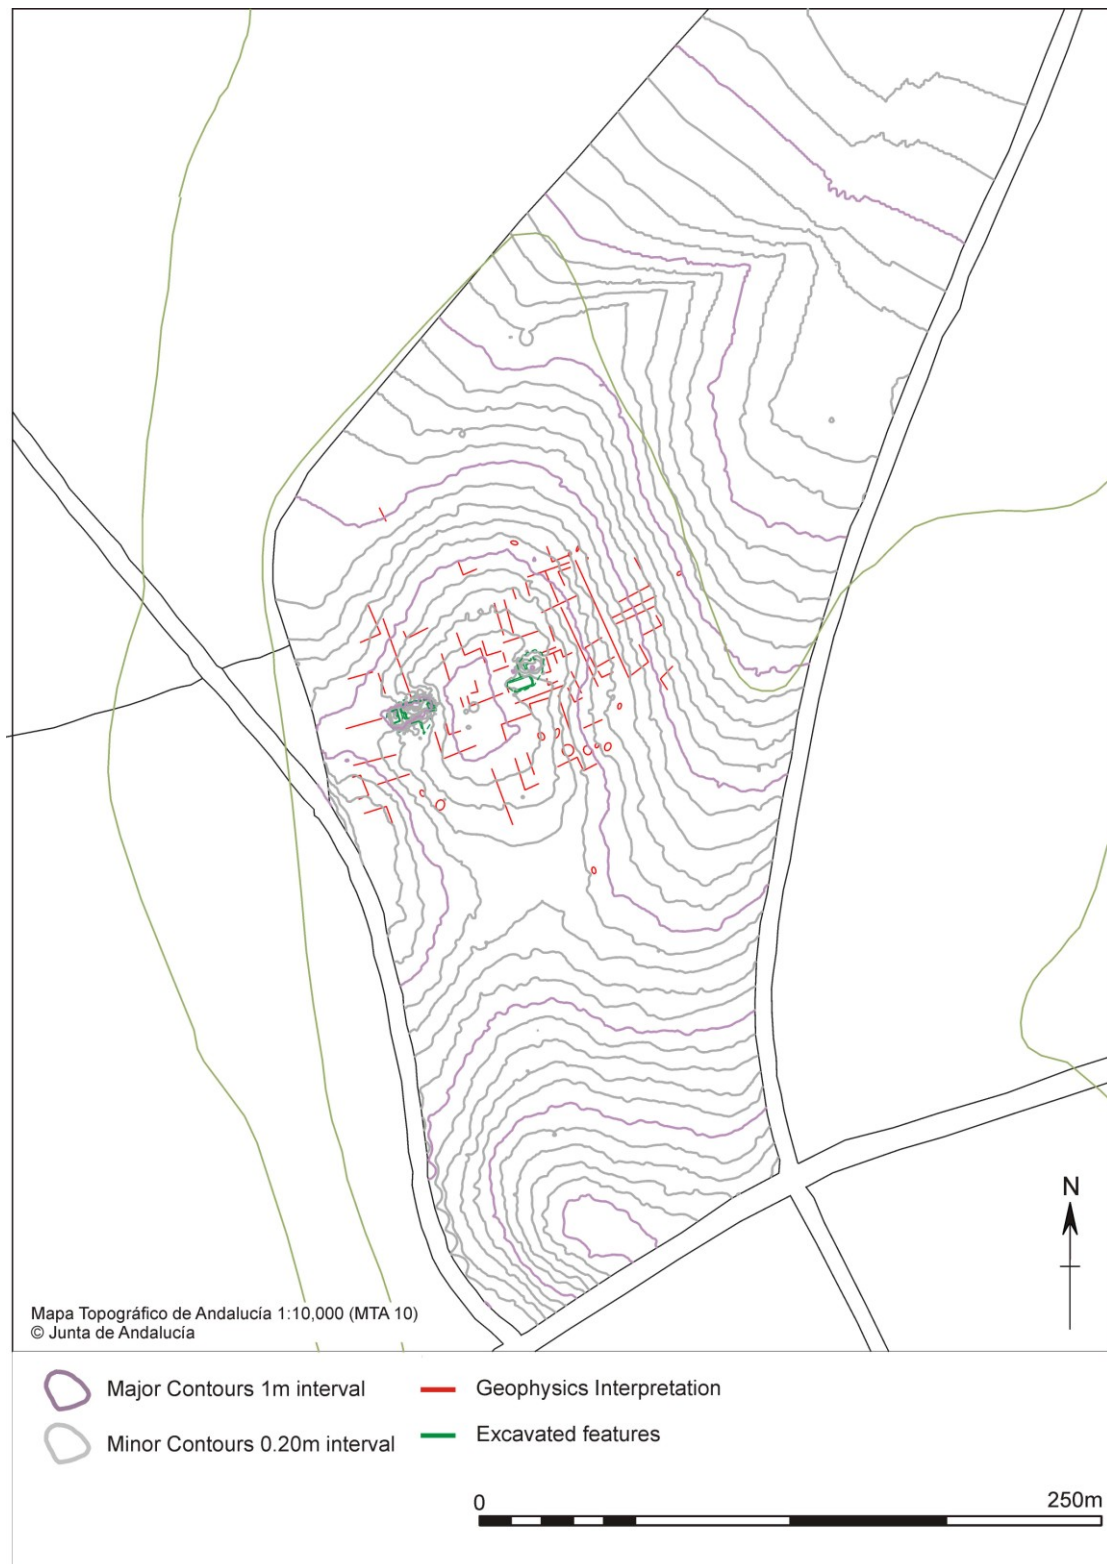 N
Mapa Topográfico de Andalucía 1:10,000 (MTA 10)
© Junta de Andalucía
Major Contours 1m interval
Geophysics Interpretation
Minor Contours 0.20m interval
Excavated features
0
250m